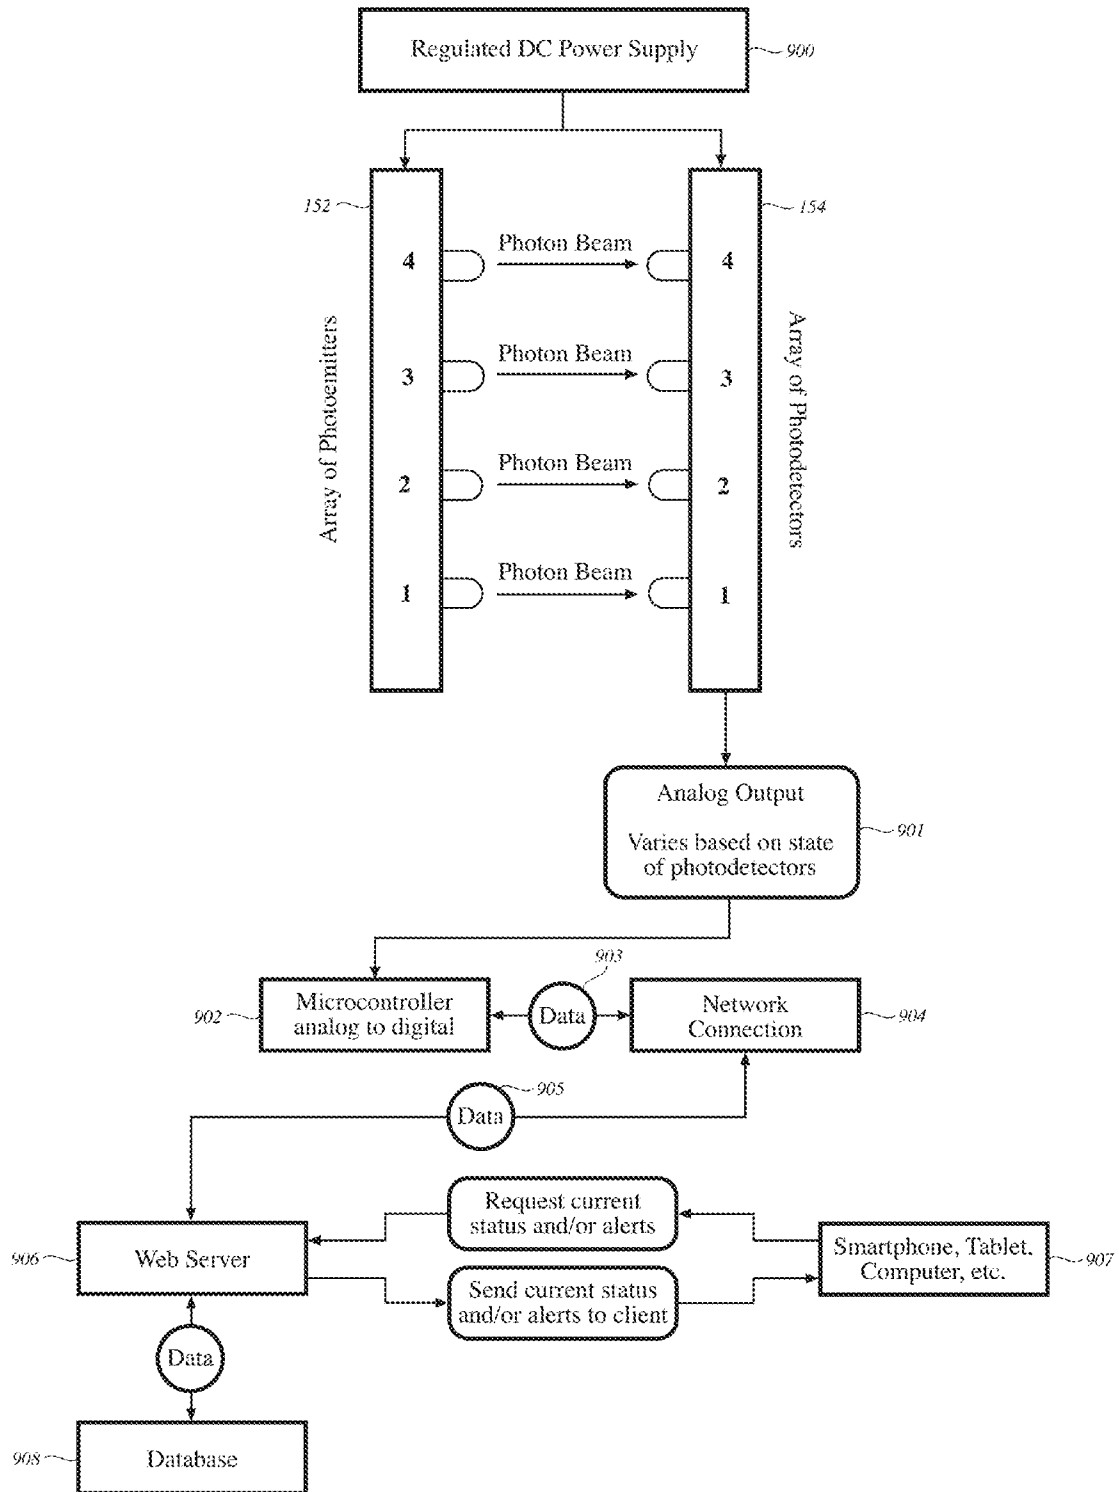 Regulated DC Power Supply
900
152
154
4
Photon Beam
4
3
Photon Beam
3
Array of Photoemitters
Array of Photodetectors
2
Photon Beam
2
1
Photon Beam
1
Analog Output
Varies based on state
of photodetectors
901
903
902
Microcontroller
analog to digital
Data
Network
Connection
904
905
Data
Request current
status and/or alerts
906
Web Server
Smartphone, Tablet,
Computer, etc.
907
Send current status
and/or alerts to client
Data
908
Database